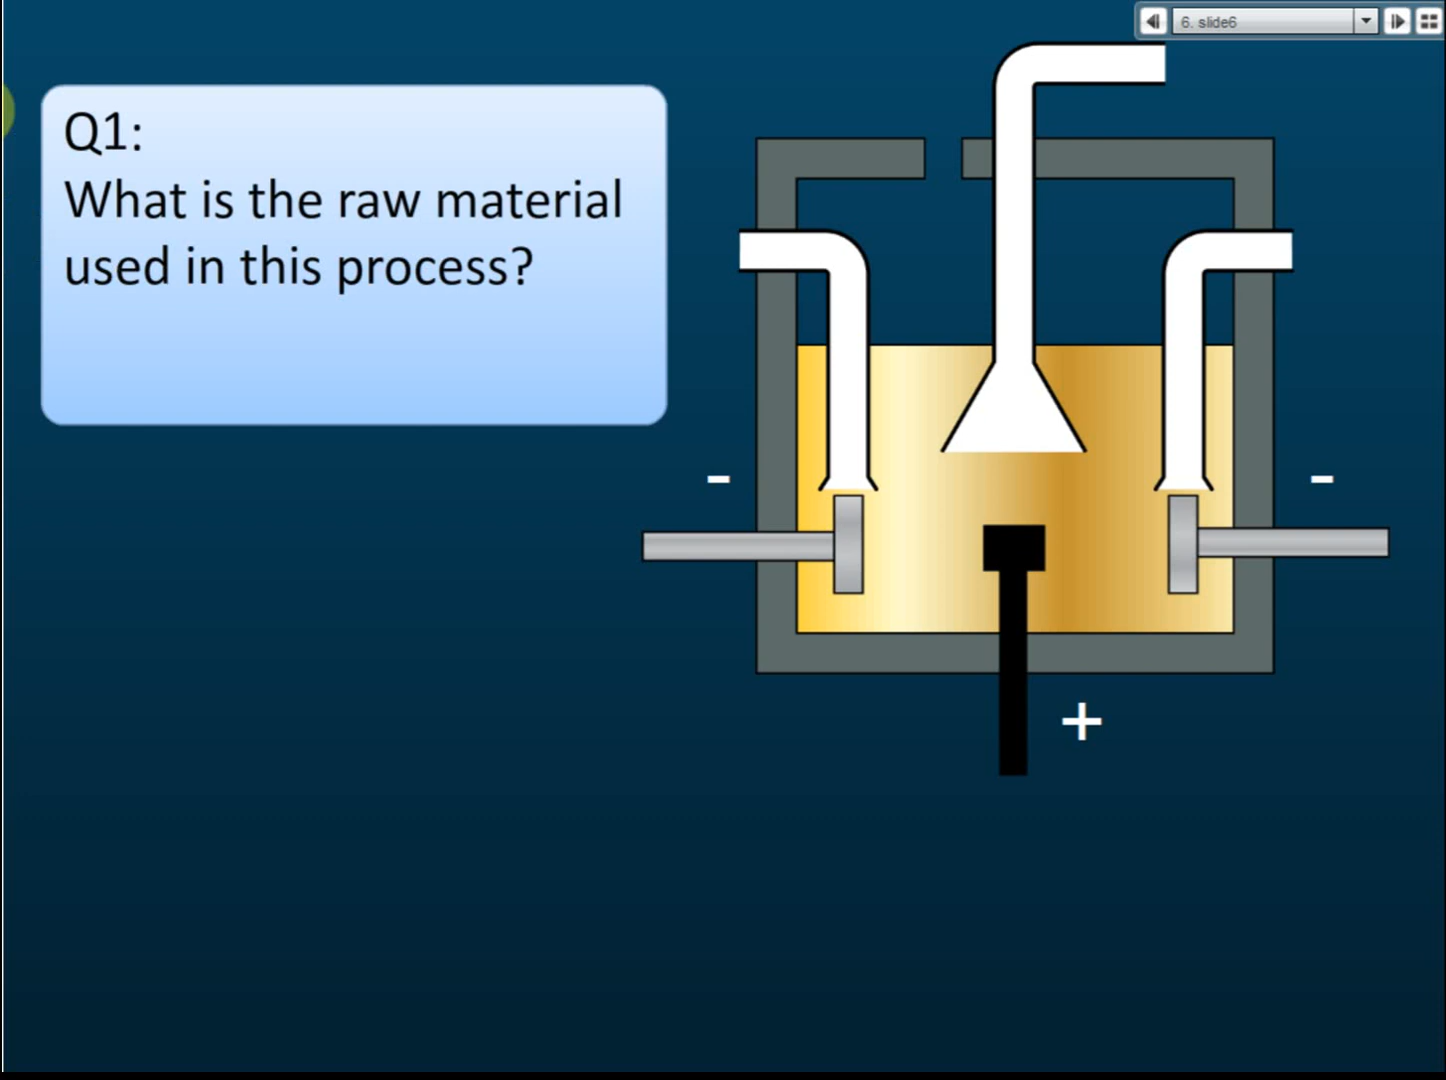 6. slide6
Q1:
What is the raw material
used in this process?
-
-
+